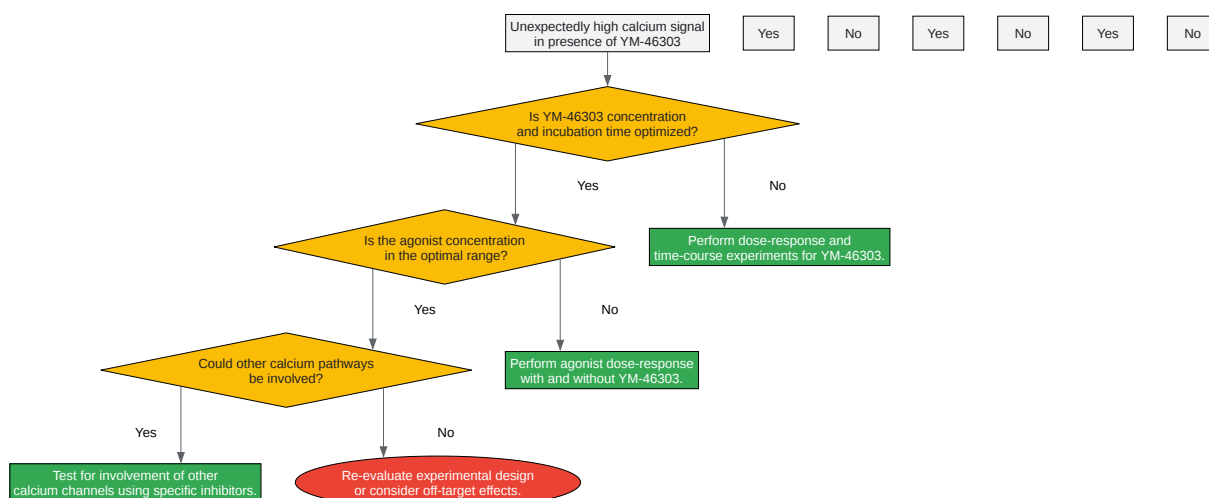 Unexpectedly high calcium signal
in presence of YM-46303
Yes
No
Yes
No
Yes
No
Is YM-46303 concentration
and incubation time optimized?
Yes
No
Is the agonist concentration
in the optimal range?
Perform dose-response and
time-course experiments for YM-46303.
Yes
No
Could other calcium pathways
be involved?
Perform agonist dose-response
with and without YM-46303.
Yes
No
Test for involvement of other
calcium channels using specific inhibitors.
Re-evaluate experimental design
or consider off-target effects.